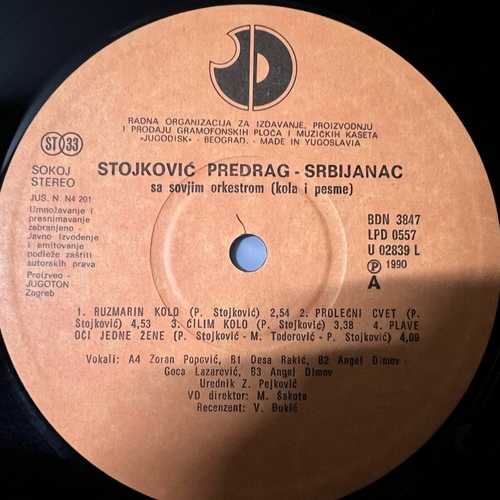 RADNA ORGANIZACIJA ZA IZDAVANJE, PROIZVODNJU
I PRODAJU GRAMOFONSKIH PLOČA I MUZIČKIH KASETA
«JUGODISK» - BEOGRAD. - MADE IN YUGOSLAVIA
ST 33
SOKOJ
STEREO
STOJKOVIĆ PREDRAG - SRBIJANAC
sa sovjim orkestrom (kola i pesme)
JUS. N. N4 201
Umnožavanje i
presnimavanje
zabranjeno -
Javno izvođenje
i emitovanje
podleže zaštiti
autorskih prava
Proizveo -
JUGOTON
Zagreb
BDN 3847
LPD 0557
U 02839 L
Ⓟ 1990
A
1. RUZMARIN KOLO (P. Stojković) 2,54 2. PROLEĆNI CVET (P.
Stojković) 4,53 3. ĆILIM KOLO (P. Stojković) 3,38 4. PLAVE
OČI JEDNE ŽENE (P. Stojković - M. Todorović - P. Stojković) 4,09
Vokali: A4 Zoran Popović, B1 Desa Rakić, B2 Angel Dimov -
Goca Lazarević, B3 Angel Dimov
Urednik Z. Pejković
VD direktor: M. Šakota
Recenzent: V. Đukić